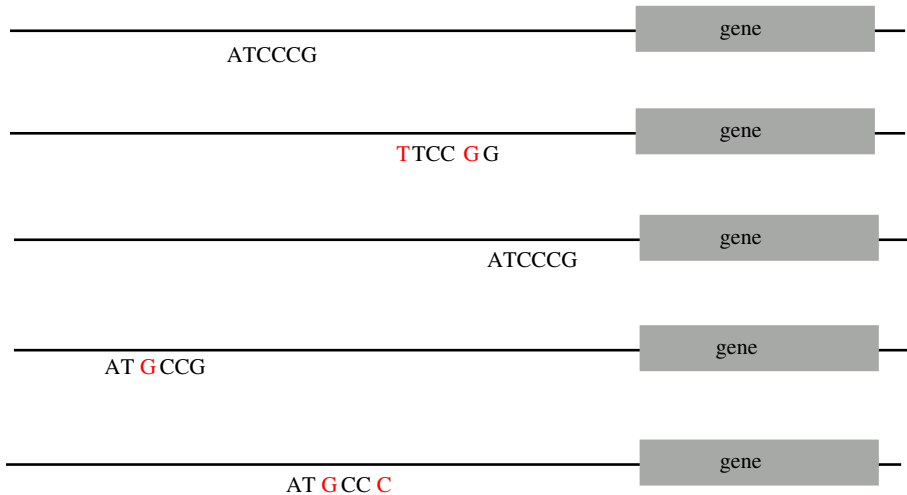 gene
ATCCCG
gene
TTCC GG
gene
ATCCCG
gene
AT GCCG
gene
AT GCC C